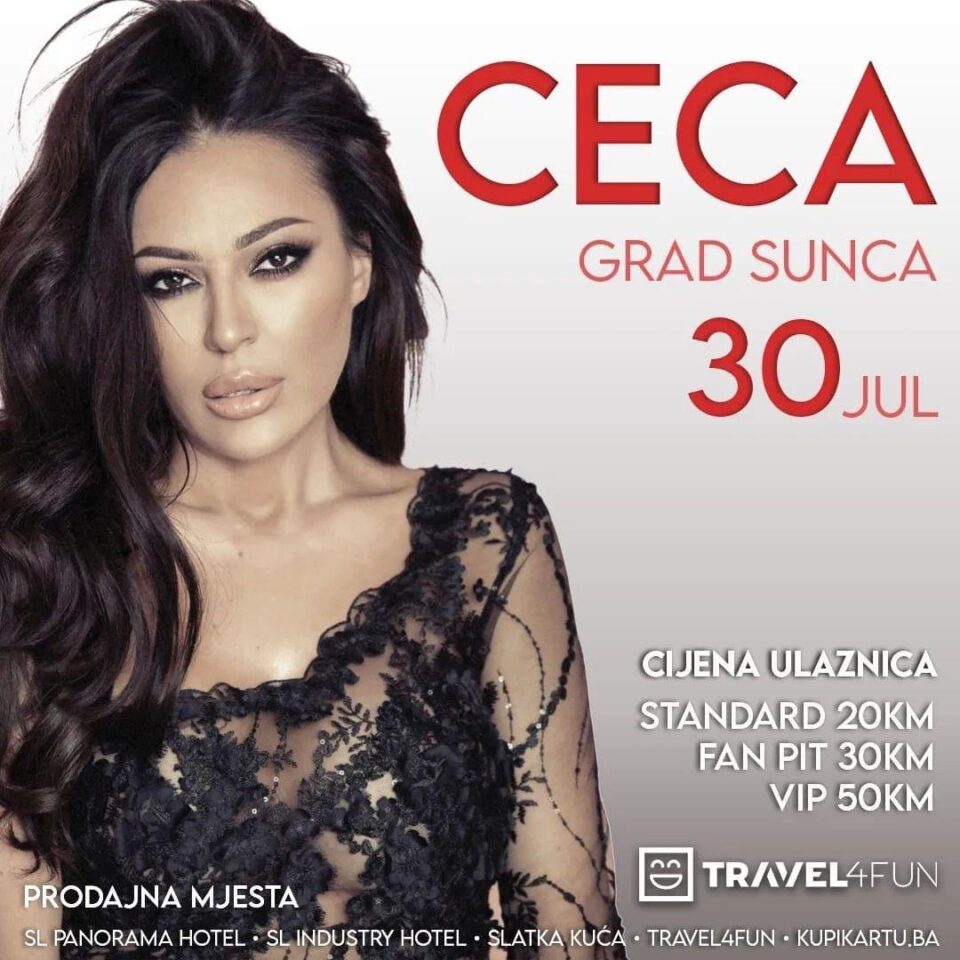 CECA
GRAD SUNCA
30 JUL
CIJENA ULAZNICA
STANDARD 20KM
FAN PIT 30KM
VIP 50KM
TRAVEL4FUN
PRODAJNA MJESTA
SL PANORAMA HOTEL • SL INDUSTRY HOTEL • SLATKA KUĆA • TRAVEL4FUN • KUPIKARTU.BA